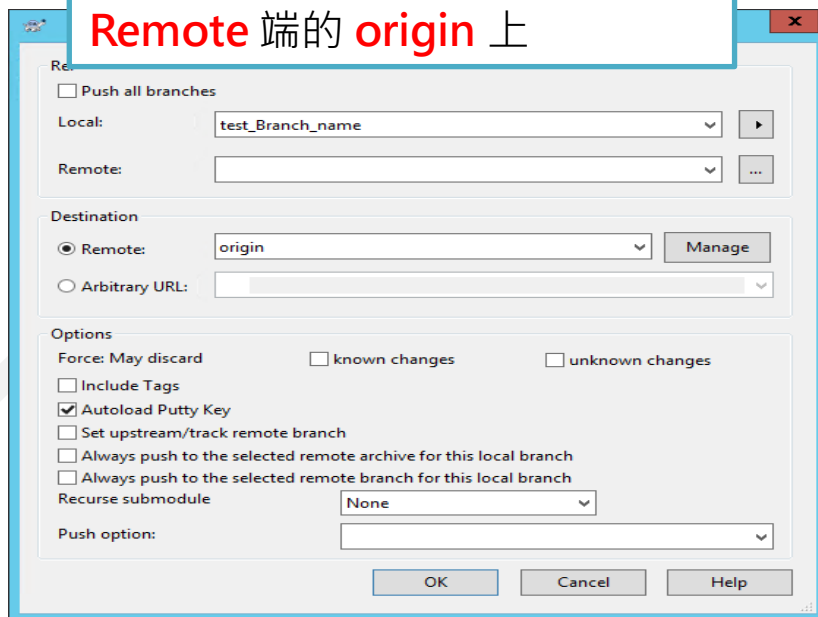 Remote 端的 origin 上
Push all branches
Local: test_Branch_name
Remote:
Destination
Remote: origin Manage
Arbitrary URL:
Options
Force: May discard known changes unknown changes
Include Tags
Autoload Putty Key
Set upstream/track remote branch
Always push to the selected remote archive for this local branch
Always push to the selected remote branch for this local branch
Recurse submodule None
Push option:
OK Cancel Help